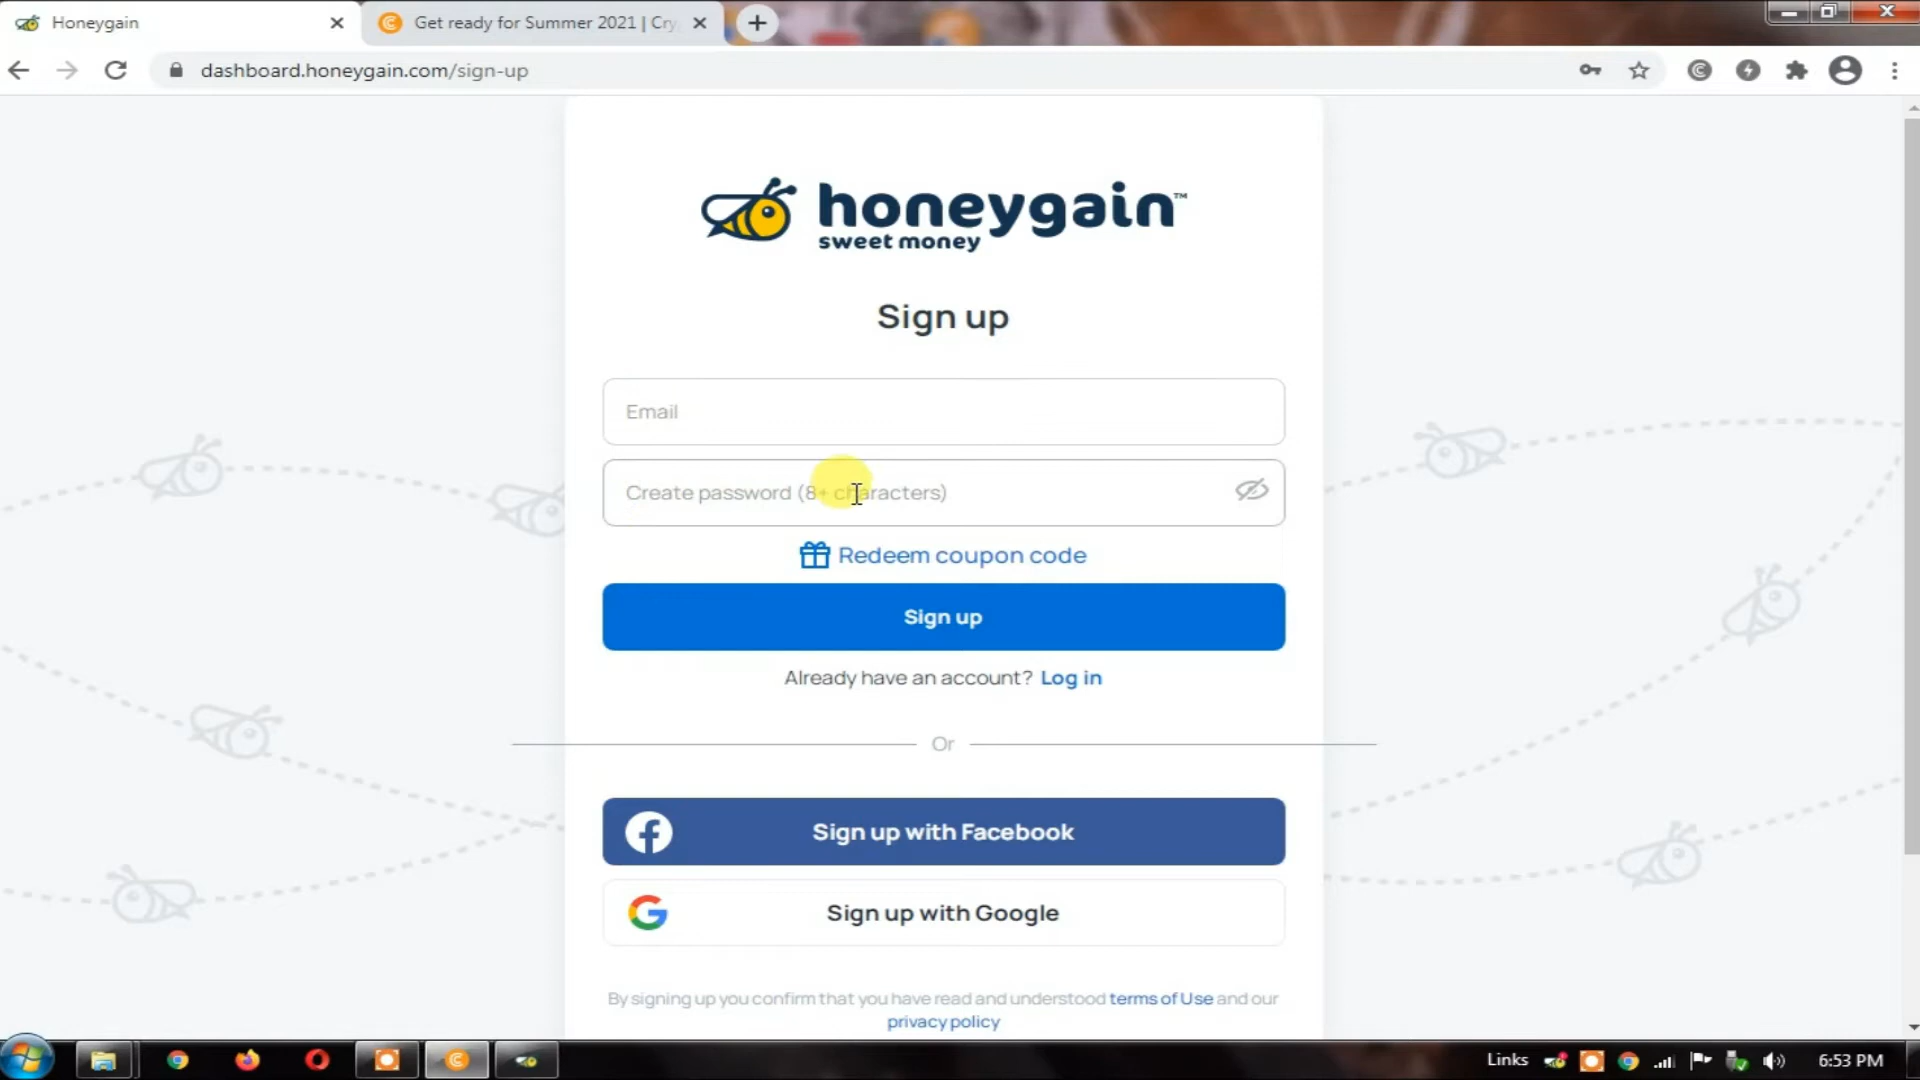 Honeygain
Get ready for Summer 2021 | Cry
dashboard.honeygain.com/sign-up
honeygain™
sweet money
Sign up
Email
Create password (8+ characters)
Redeem coupon code
Sign up
Already have an account? Log in
Or
Sign up with Facebook
Sign up with Google
By signing up you confirm that you have read and understood terms of Use and our
privacy policy
Links
6:53 PM